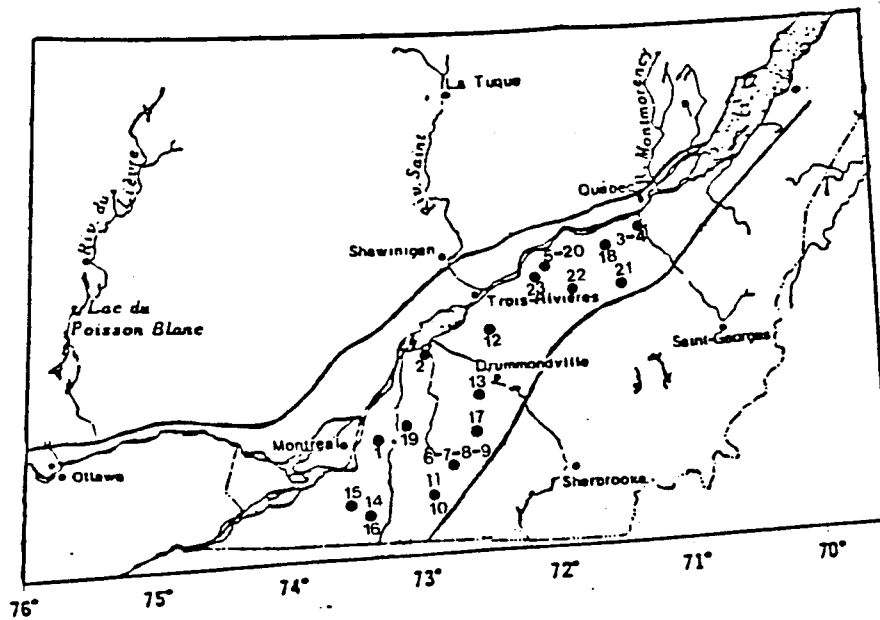 La Tuque
Riv. Saint
R. Montmorency
Riv. du
Lièvre
Québec
Shawinigan
3-4
18
5-20
23
22
21
Trois-Rivières
Lac du
Poisson Blanc
12
Saint-Georges
2
Drummondville
13
17
19
Montréal
1
6-7-8-9
Ottawa
Sherbrooke
11
10
15
14
16
76°
75°
74°
73°
72°
71°
70°